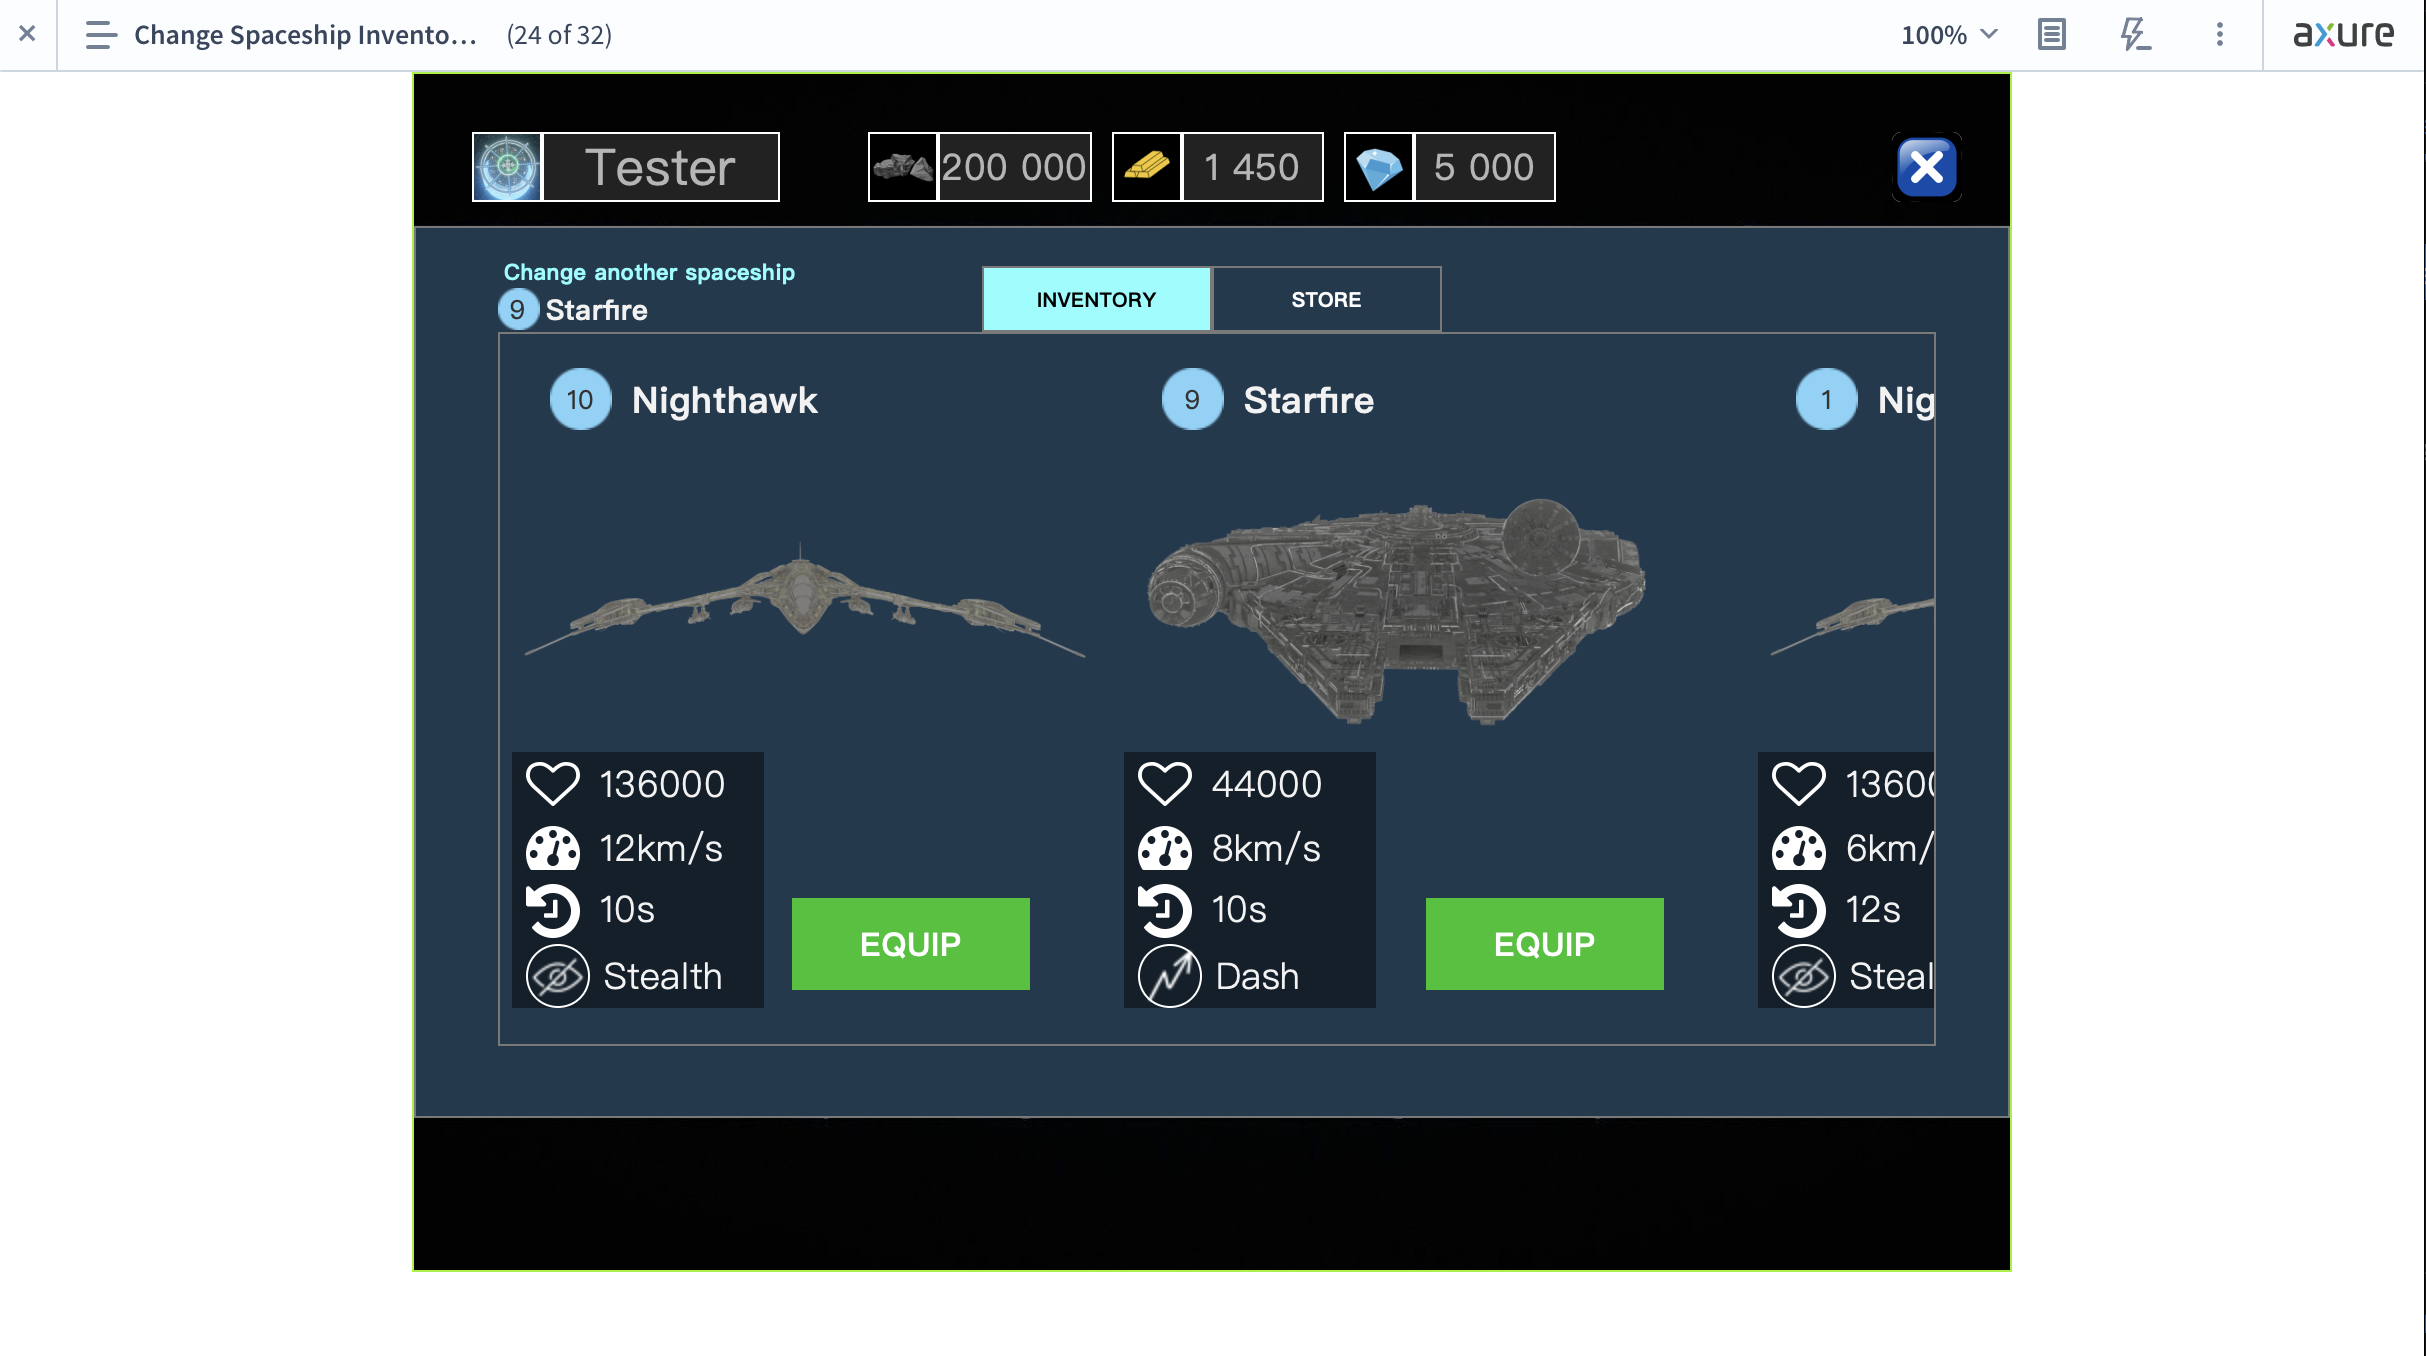 Change Spaceship Invento... (24 of 32)
100%
axure
Tester
200 000
1 450
5 000
Change another spaceship
9 Starfire
INVENTORY
STORE
10 Nighthawk
9 Starfire
1 Nig
136000
12km/s
10s
Stealth
EQUIP
44000
8km/s
10s
Dash
EQUIP
1360
6km/
12s
Steal